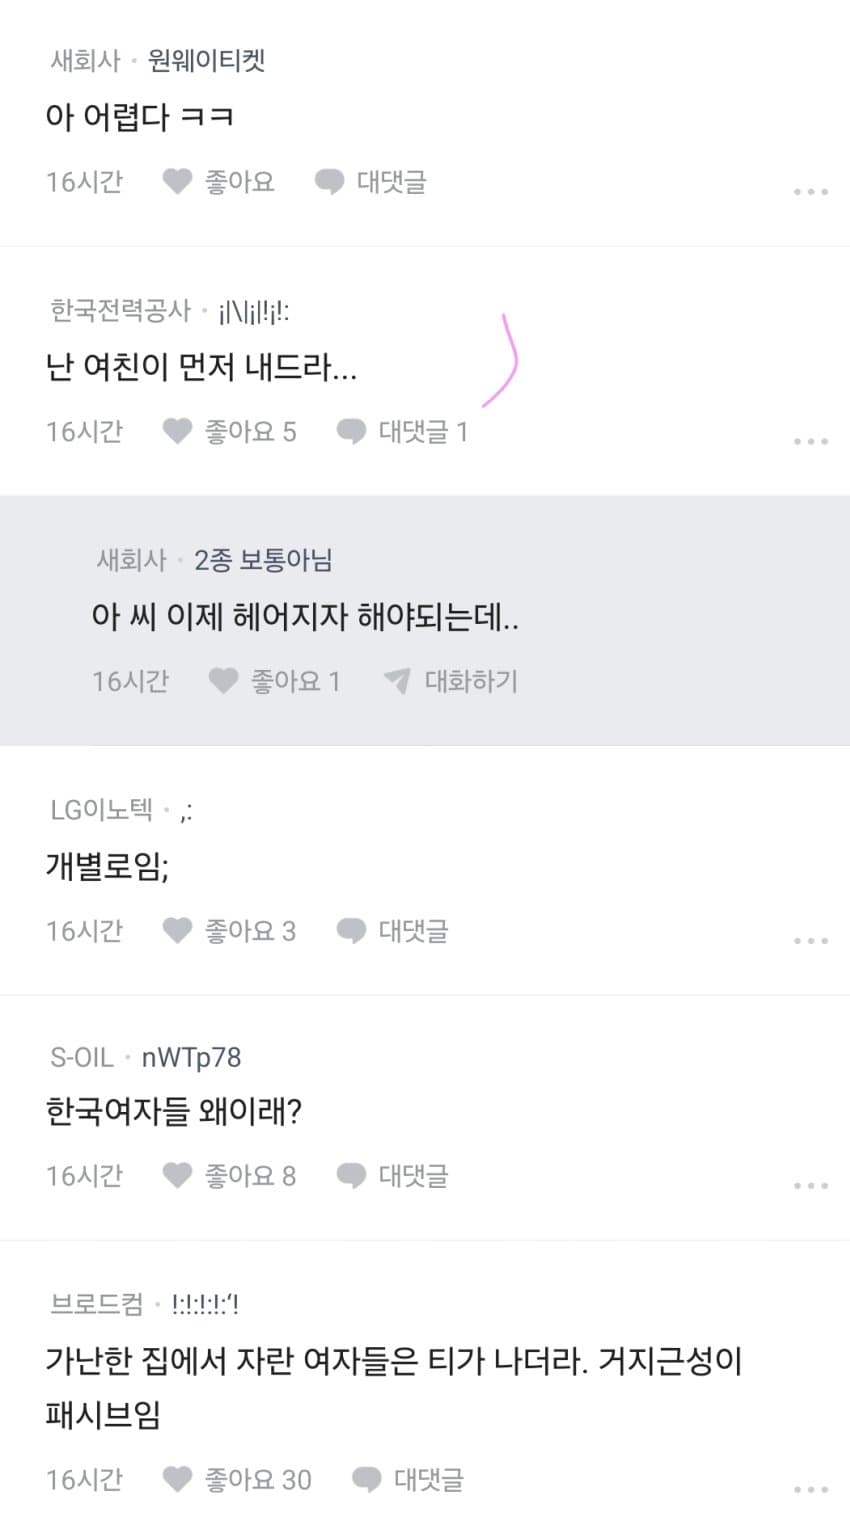 새회사 · 원웨이티켓
아 어렵다 ㅋㅋ
16시간 좋아요 대댓글
한국전력공사 · ¡|\|¡|!¡!:
난 여친이 먼저 내드라...
16시간 좋아요 5 대댓글 1
새회사 · 2종 보통아님
아 씨 이제 헤어지자 해야되는데..
16시간 좋아요 1 대화하기
LG이노텍 · ,:
개별로임;
16시간 좋아요 3 대댓글
S-OIL · nWTp78
한국여자들 왜이래?
16시간 좋아요 8 대댓글
브로드컴 · !:!:!:!:‘!
가난한 집에서 자란 여자들은 티가 나더라. 거지근성이
패시브임
16시간 좋아요 30 대댓글